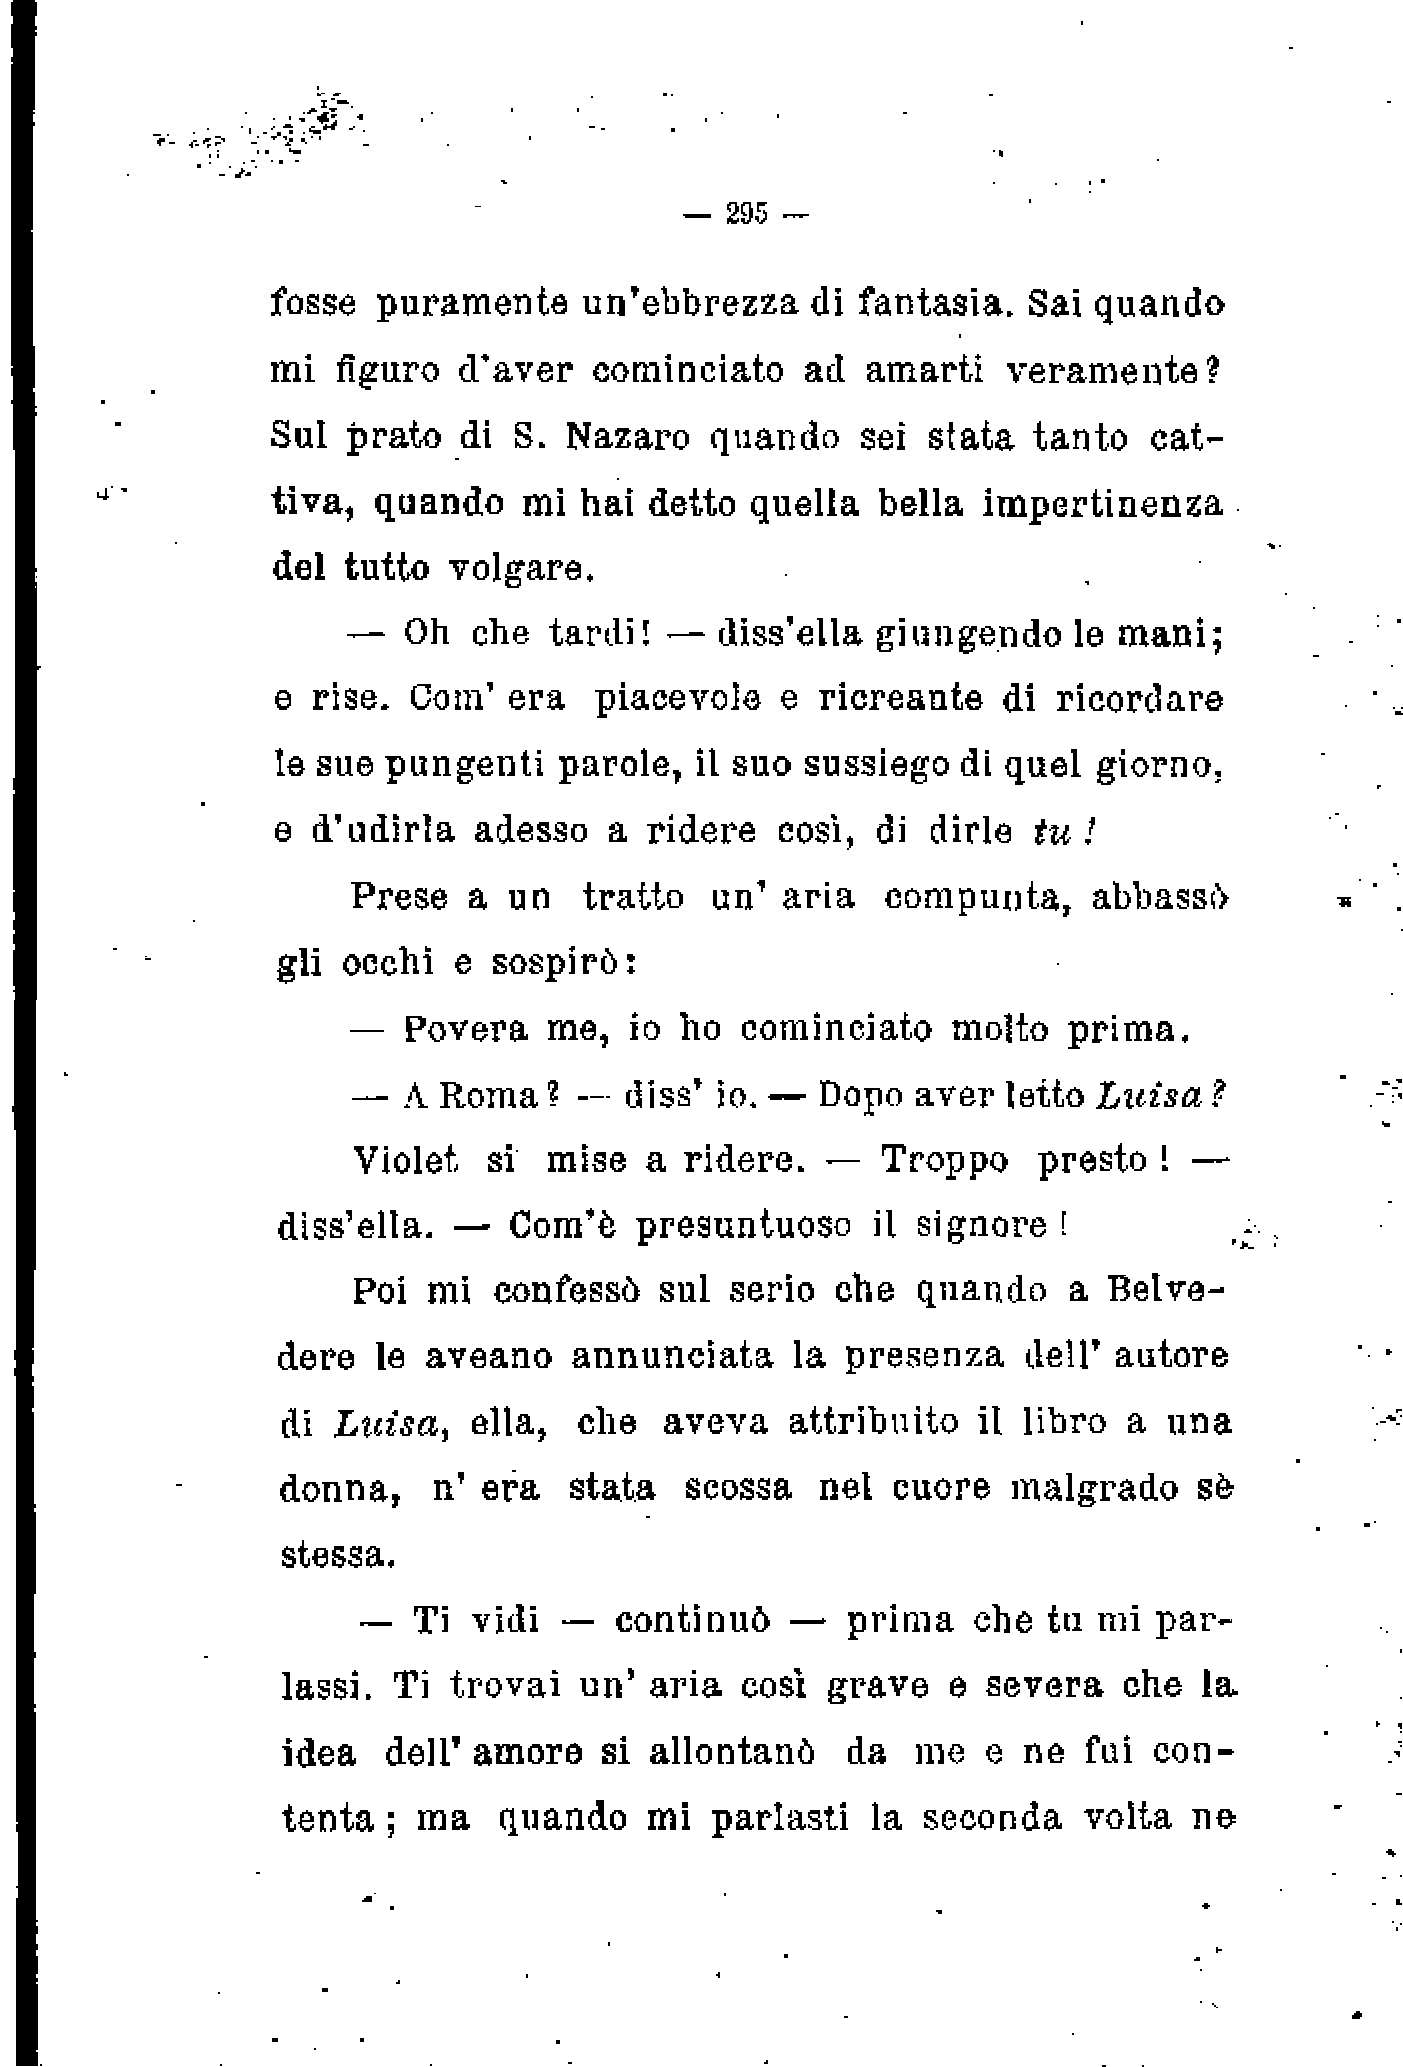 — 295 —
fosse puramente un'ebbrezza di fantasia. Sai quando
mi figuro d'aver cominciato ad amarti veramente?
Sul prato di S. Nazaro quando sei stata tanto cat-
tiva, quando mi hai detto quella bella impertinenza
del tutto volgare.
— Oh che tardi! — diss'ella giungendo le mani;
e rise. Com' era piacevole e ricreante di ricordare
le sue pungenti parole, il suo sussiego di quel giorno,
e d'udirla adesso a ridere così, di dirle tu!
Prese a un tratto un' aria compunta, abbassò
gli occhi e sospirò:
— Povera me, io ho cominciato molto prima.
— A Roma? — diss' io. — Dopo aver letto Luisa?
Violet si mise a ridere. — Troppo presto! —
diss'ella. — Com'è presuntuoso il signore!
Poi mi confessò sul serio che quando a Belve-
dere le aveano annunciata la presenza dell' autore
di Luisa, ella, che aveva attribuito il libro a una
donna, n' era stata scossa nel cuore malgrado sè
stessa.
— Ti vidi — continuò — prima che tu mi par-
lassi. Ti trovai un' aria così grave e severa che la
idea dell' amore si allontanò da me e ne fui con-
tenta; ma quando mi parlasti la seconda volta ne